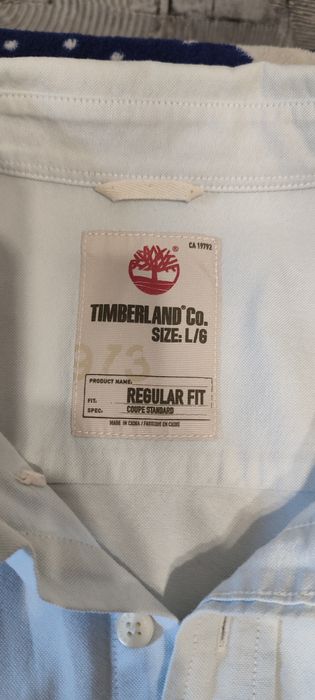 CA 19792
®
TIMBERLAND® Co.
SIZE: L/G
973
PRODUCT NAME:
FIT: REGULAR FIT
SPEC: COUPE STANDARD
MADE IN CHINA / FABRIQUÉ EN CHINE